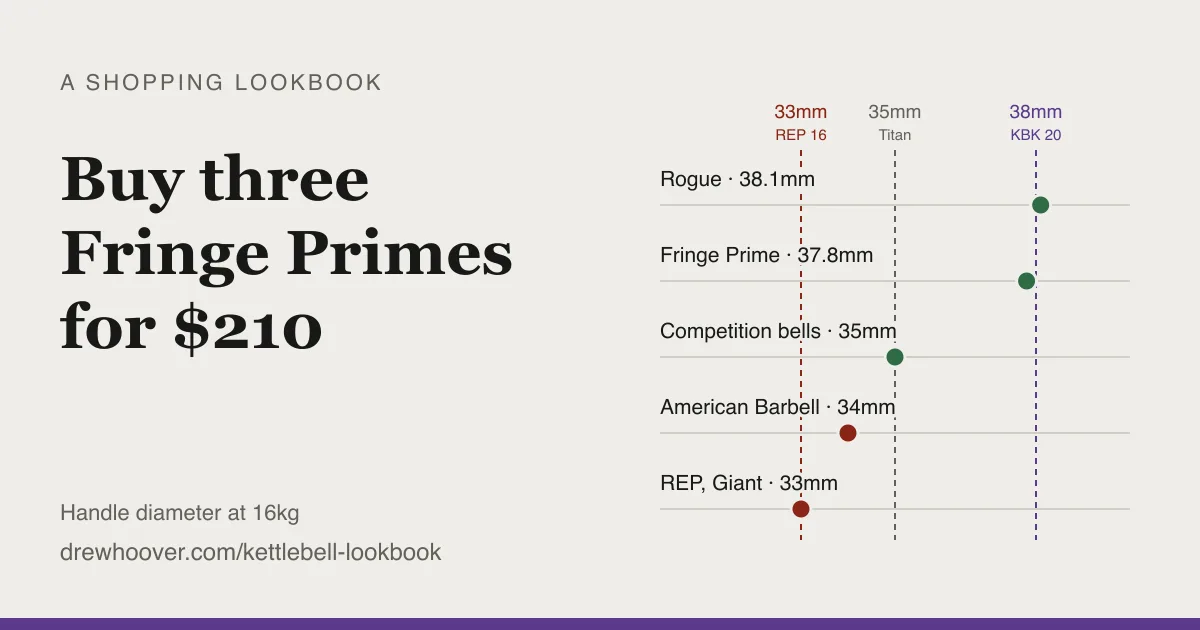 A SHOPPING LOOKBOOK
Buy three
Fringe Primes
for $210
Handle diameter at 16kg
drewhoover.com/kettlebell-lookbook
33mm
REP 16
35mm
Titan
38mm
KBK 20
Rogue · 38.1mm
Fringe Prime · 37.8mm
Competition bells · 35mm
American Barbell · 34mm
REP, Giant · 33mm